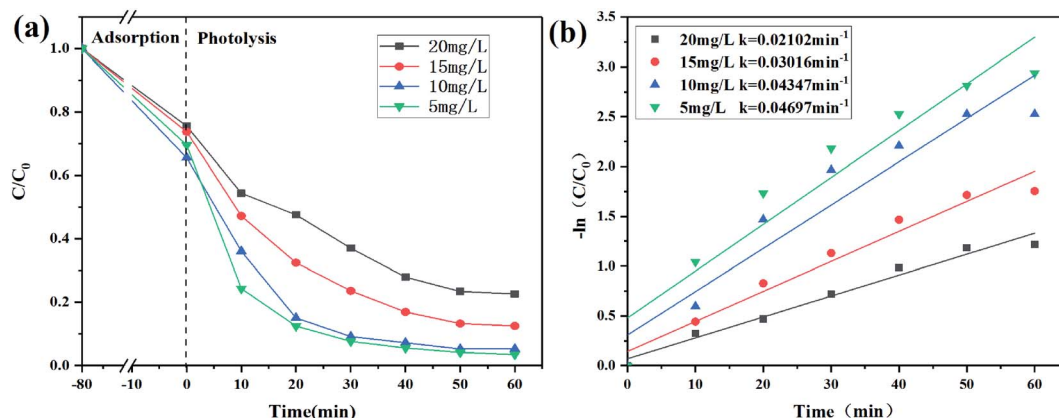 (a)
Adsorption
Photolysis
20mg/L
15mg/L
10mg/L
5mg/L
C/C0
1.0
0.8
0.6
0.4
0.2
0.0
-80
-10
0
10
20
30
40
50
60
Time(min)
(b)
20mg/L k=0.02102min-1
15mg/L k=0.03016min-1
10mg/L k=0.04347min-1
5mg/L k=0.04697min-1
-ln（C/C0）
3.5
3.0
2.5
2.0
1.5
1.0
0.5
0.0
0
10
20
30
40
50
60
Time（min）